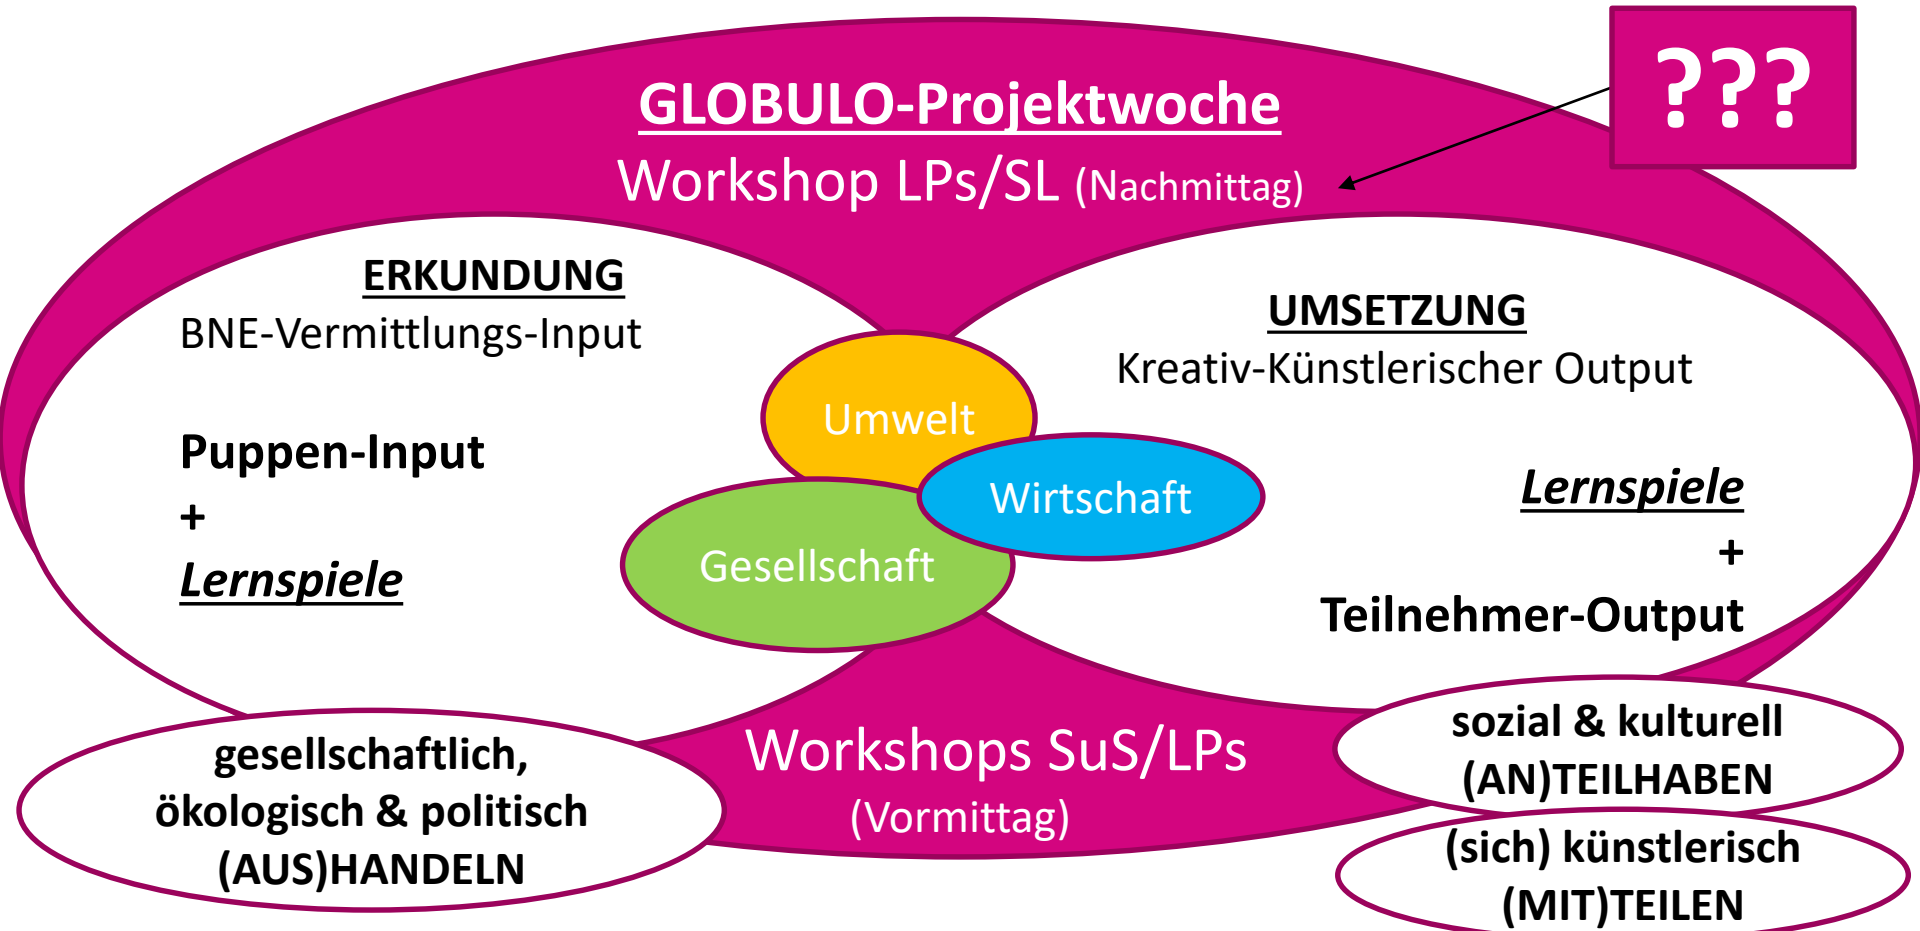 ???
GLOBULO-Projektwoche
Workshop LPs/SL (Nachmittag)
ERKUNDUNG
BNE-Vermittlungs-Input
Puppen-Input
+
Lernspiele
Umwelt
Wirtschaft
Gesellschaft
UMSETZUNG
Kreativ-Künstlerischer Output
Lernspiele
+
Teilnehmer-Output
gesellschaftlich,
ökologisch & politisch
(AUS)HANDELN
Workshops SuS/LPs
(Vormittag)
sozial & kulturell
(AN)TEILHABEN
(sich) künstlerisch
(MIT)TEILEN